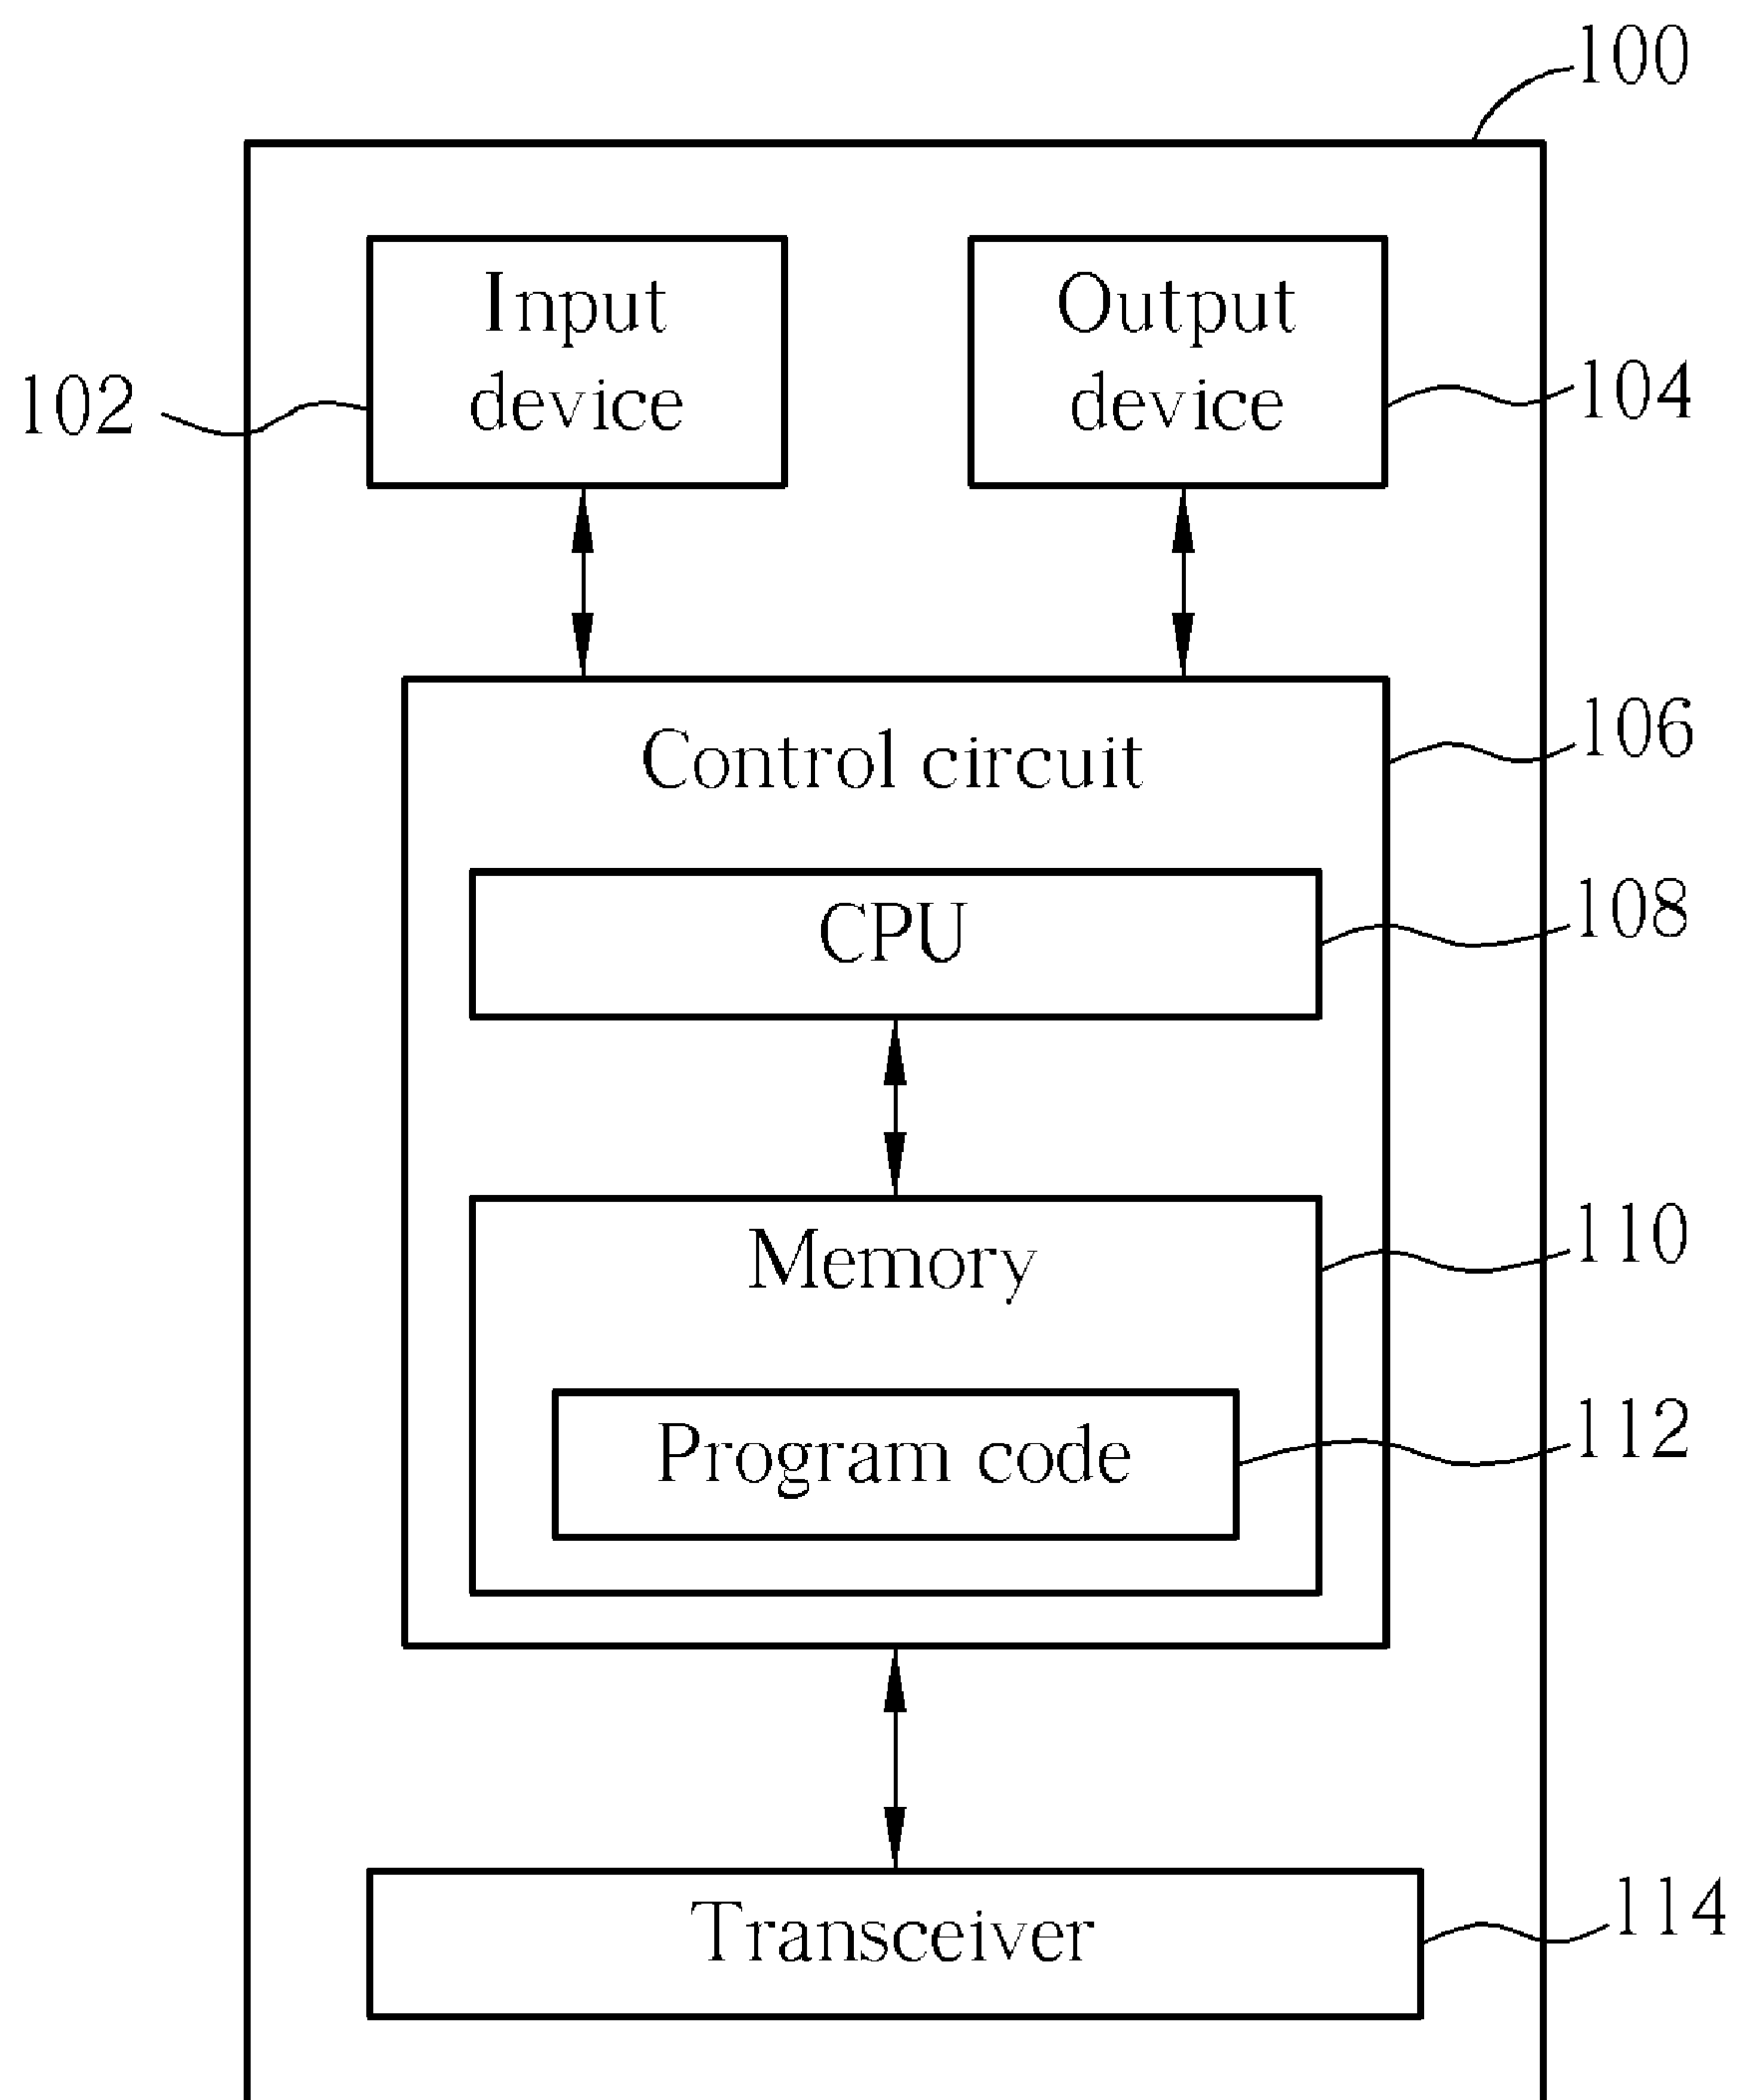 100
Input
device
Output
device
102
104
Control circuit
106
CPU
108
Memory
110
Program code
112
Transceiver
114